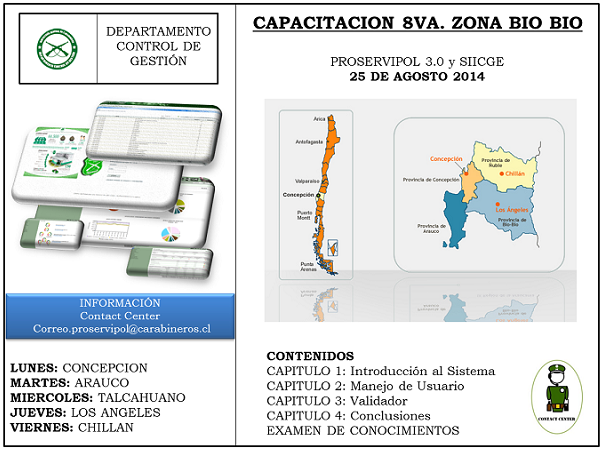 DEPARTAMENTO
CONTROL DE
GESTIÓN
INFORMACIÓN
Contact Center
Correo.proservipol@carabineros.cl
LUNES: CONCEPCION
MARTES: ARAUCO
MIERCOLES: TALCAHUANO
JUEVES: LOS ANGELES
VIERNES: CHILLAN
CAPACITACION 8VA. ZONA BIO BIO
PROSERVIPOL 3.0 y SIICGE
25 DE AGOSTO 2014
Arica
Antofagasta
Valparaíso
Concepción
Puerto
Montt
Punta
Arenas
Concepción
Provincia de Concepción
Provincia de
Ñuble
Chillán
Los Angeles
Provincia de
Bio-Bio
Provincia de
Arauco
CONTENIDOS
CAPITULO 1: Introducción al Sistema
CAPITULO 2: Manejo de Usuario
CAPITULO 3: Validador
CAPITULO 4: Conclusiones
EXAMEN DE CONOCIMIENTOS
CONTACT CENTER